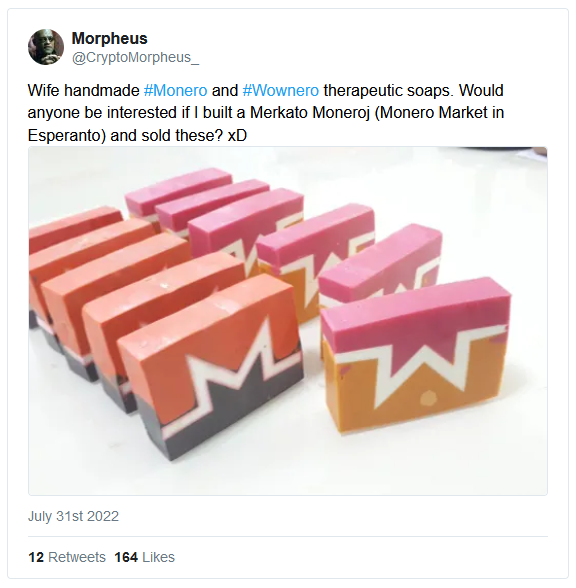 Morpheus
@CryptoMorpheus_
Wife handmade #Monero and #Wownero therapeutic soaps. Would
anyone be interested if I built a Merkato Moneroj (Monero Market in
Esperanto) and sold these? xD
July 31st 2022
12 Retweets 164 Likes